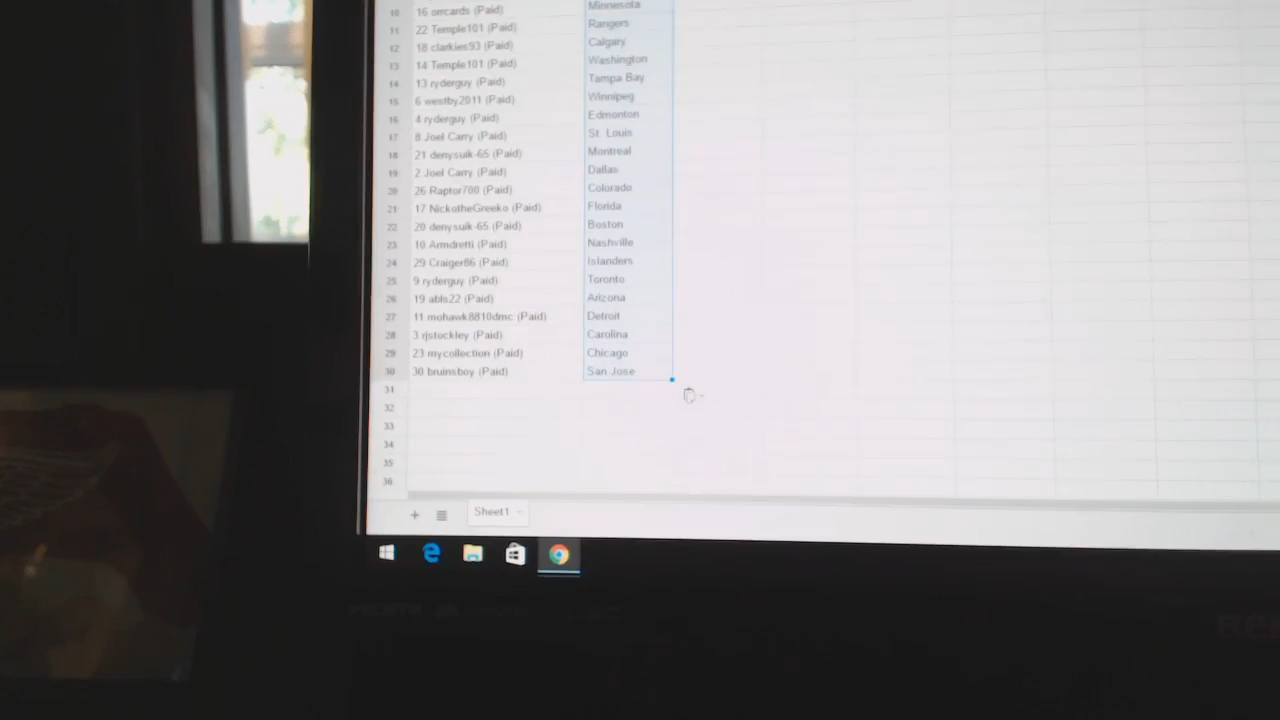 10 16 orrcards (Paid) Minnesota
11 22 Temple101 (Paid) Rangers
12 18 clarkies93 (Paid) Calgary
13 14 Temple101 (Paid) Washington
14 13 ryderguy (Paid) Tampa Bay
15 6 westby2011 (Paid) Winnipeg
16 4 ryderguy (Paid) Edmonton
17 8 Joel Carry (Paid) St. Louis
18 21 denysuik-65 (Paid) Montreal
19 2 Joel Carry (Paid) Dallas
20 26 Raptor700 (Paid) Colorado
21 17 NickotheGreeko (Paid) Florida
22 20 denysuik-65 (Paid) Boston
23 10 Armdretti (Paid) Nashville
24 29 Craiger86 (Paid) Islanders
25 9 ryderguy (Paid) Toronto
26 19 abls22 (Paid) Arizona
27 11 mohawk8810dmc (Paid) Detroit
28 3 rjstockley (Paid) Carolina
29 23 mycollection (Paid) Chicago
30 30 bruinsboy (Paid) San Jose
31
32
33
34
35
36
Sheet1